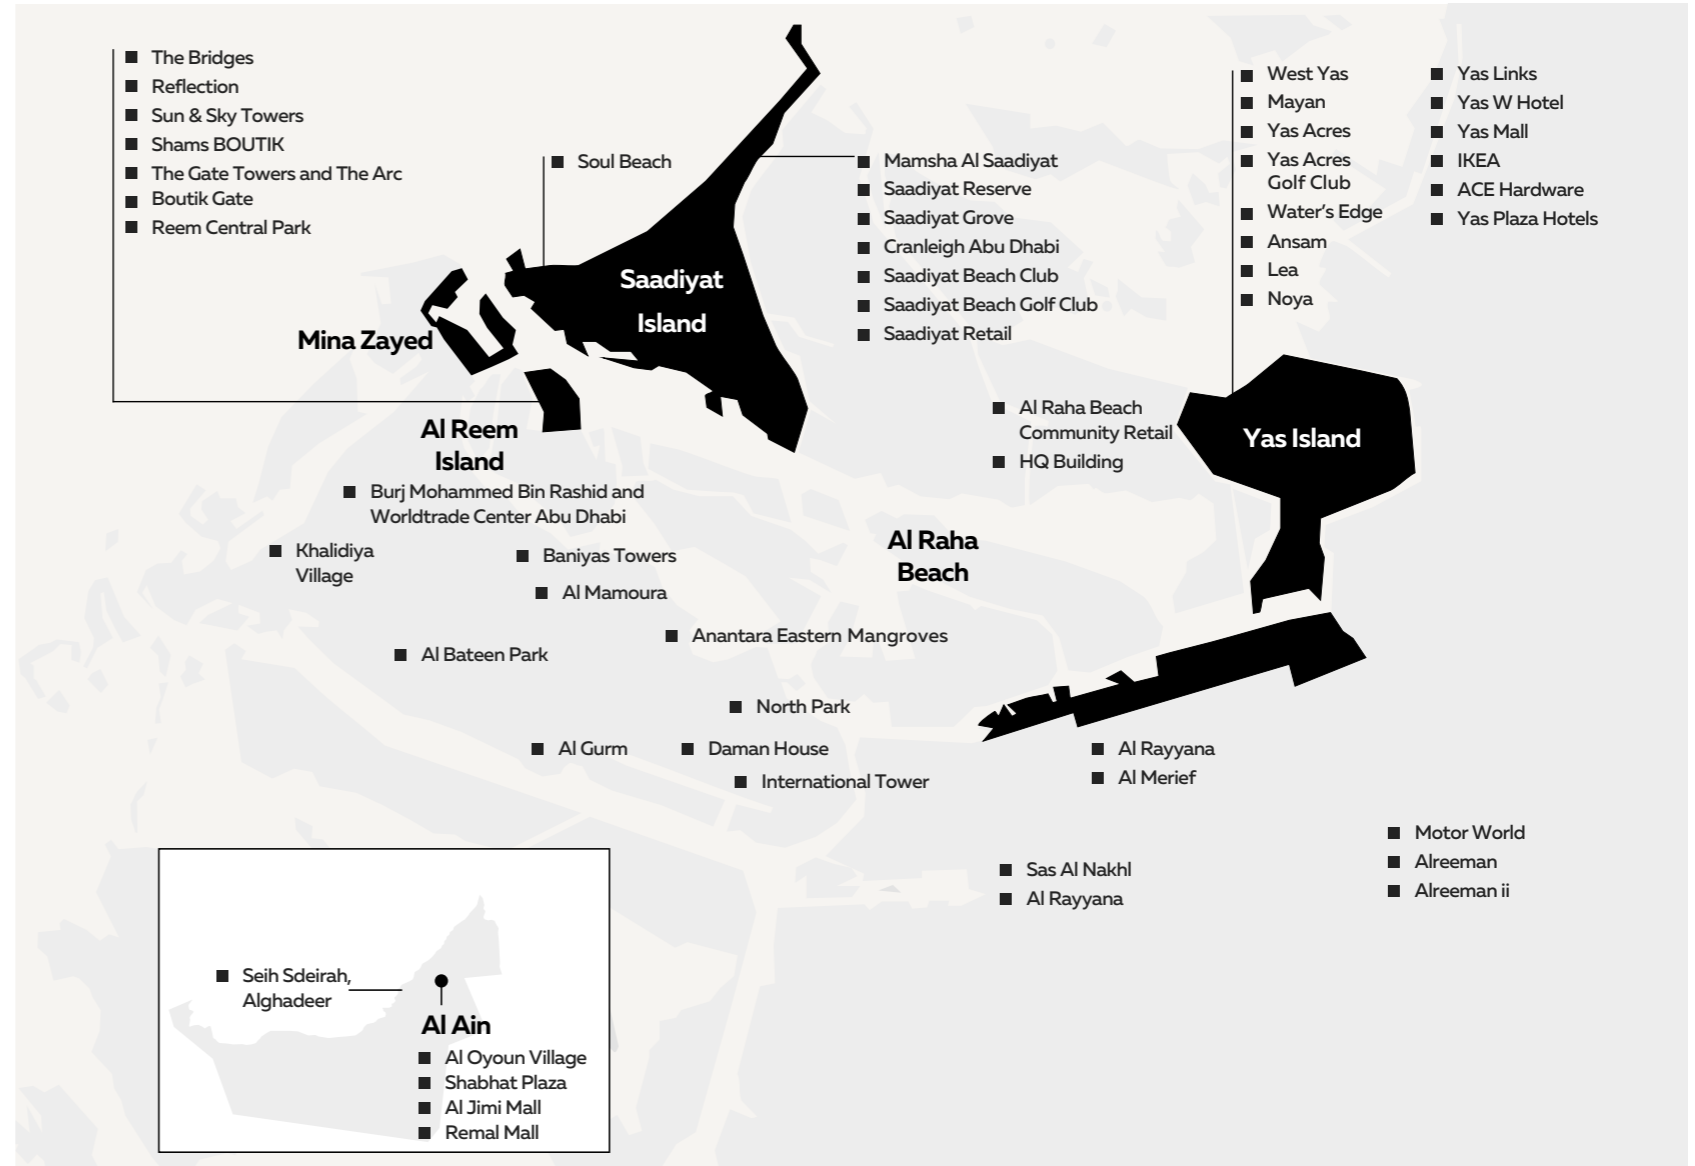 The Bridges
Reflection
Sun & Sky Towers
Shams BOUTIK
The Gate Towers and The Arc
Boutik Gate
Reem Central Park
Soul Beach
Mamsha Al Saadiyat
Saadiyat Reserve
Saadiyat Grove
Cranleigh Abu Dhabi
Saadiyat Beach Club
Saadiyat Beach Golf Club
Saadiyat Retail
West Yas
Mayan
Yas Acres
Yas Acres
Golf Club
Water's Edge
Ansam
Lea
Noya
Yas Links
Yas W Hotel
Yas Mall
IKEA
ACE Hardware
Yas Plaza Hotels
Saadiyat
Island
Mina Zayed
Al Reem
Island
Al Raha Beach
Community Retail
HQ Building
Yas Island
Burj Mohammed Bin Rashid and
Worldtrade Center Abu Dhabi
Khalidiya
Village
Baniyas Towers
Al Mamoura
Al Raha
Beach
Anantara Eastern Mangroves
Al Bateen Park
North Park
Al Gurm
Daman House
International Tower
Al Rayyana
Al Merief
Motor World
Alreeman
Alreeman ii
Sas Al Nakhl
Al Rayyana
Seih Sdeirah,
Alghadeer
Al Ain
Al Oyoun Village
Shabhat Plaza
Al Jimi Mall
Remal Mall